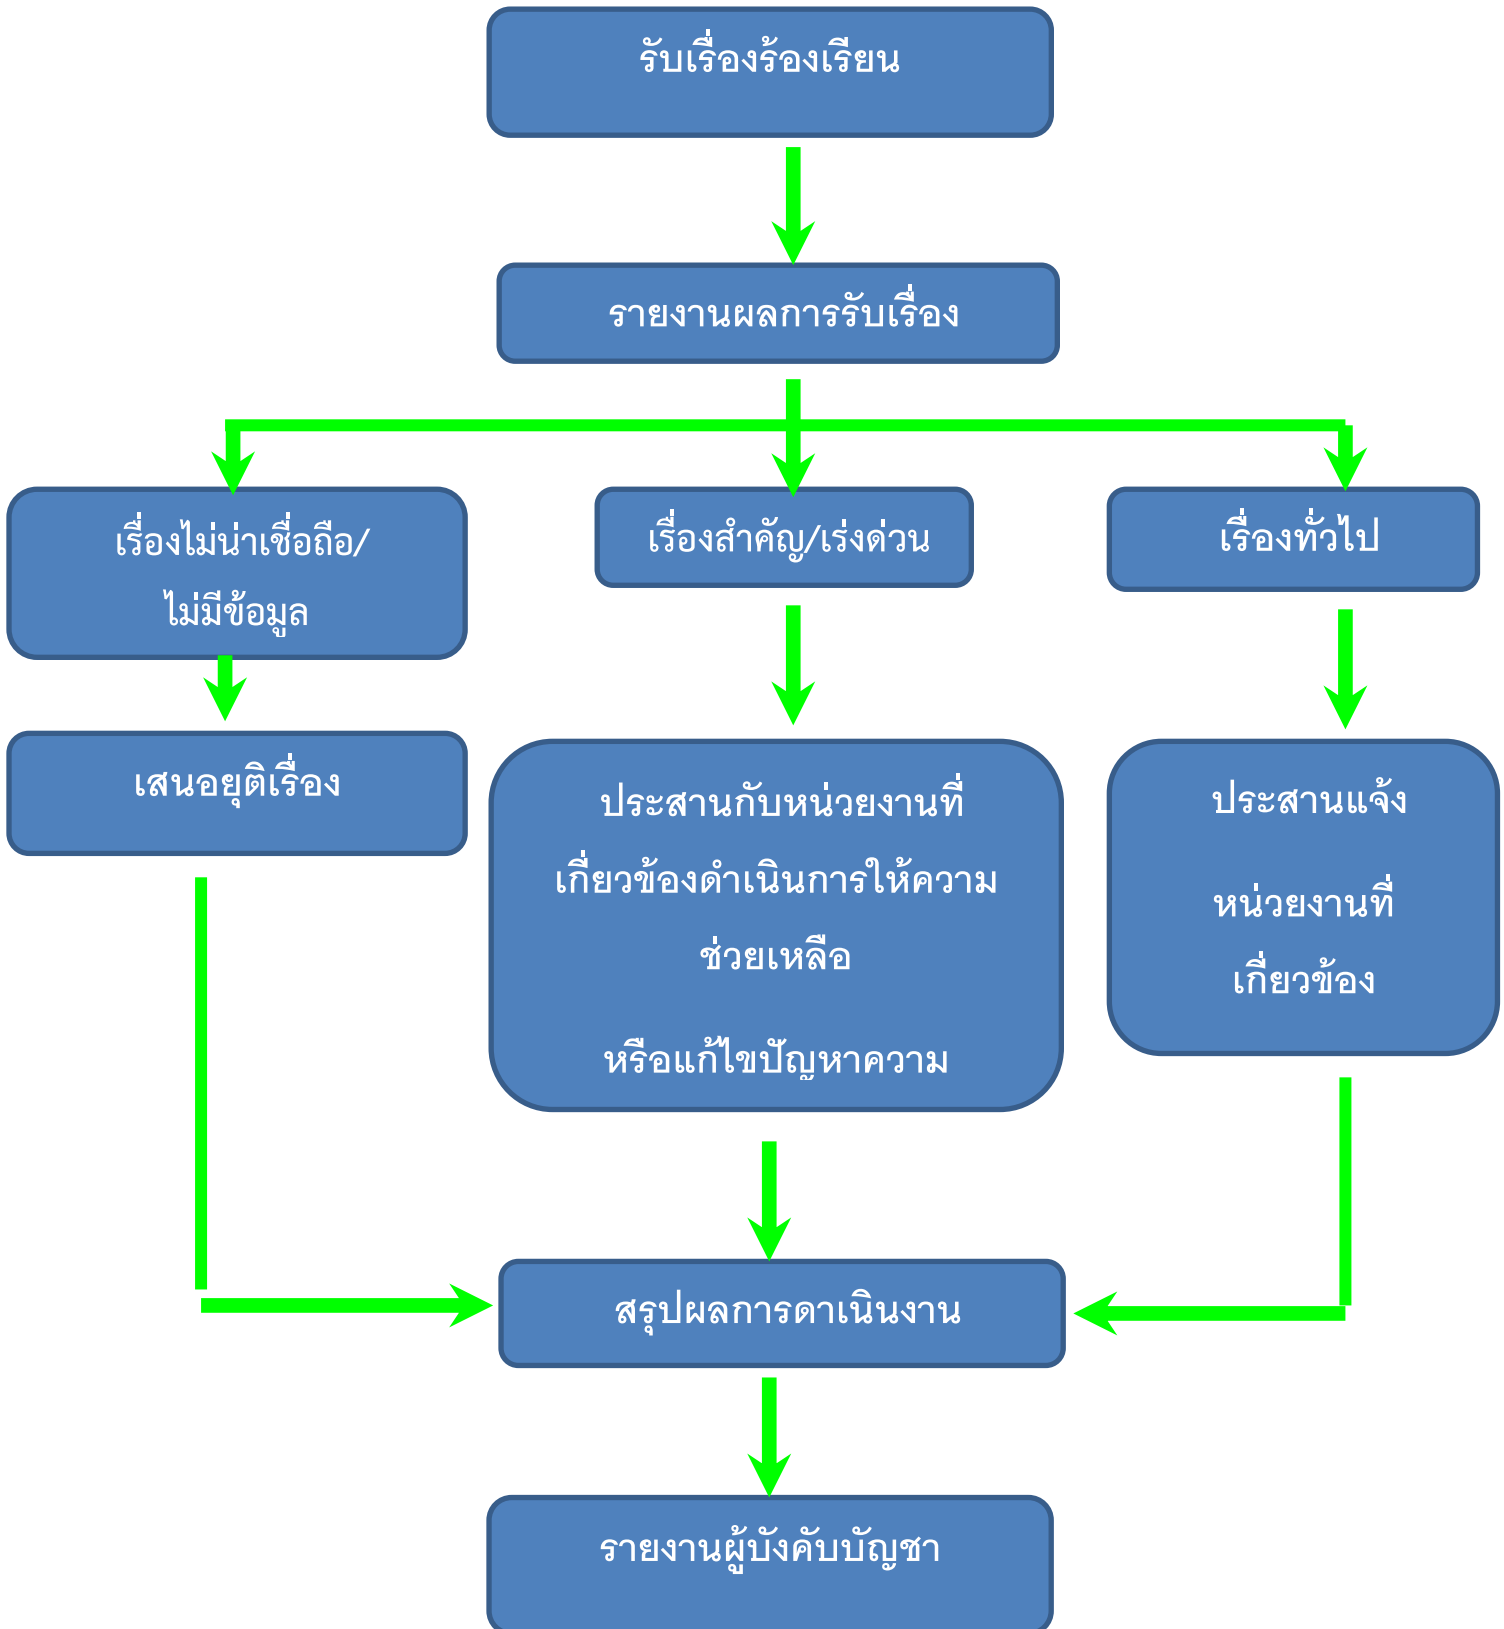 รับเรื่องร้องเรียน
รายงานผลการรับเรื่อง
เรื่องไม่น่าเชื่อถือ/
ไม่มีข้อมูล
เรื่องสำคัญ/เร่งด่วน
เรื่องทั่วไป
เสนอยุติเรื่อง
ประสานกับหน่วยงานที่
เกี่ยวข้องดำเนินการให้ความ
ช่วยเหลือ
หรือแก้ไขปัญหาความ
ประสานแจ้ง
หน่วยงานที่
เกี่ยวข้อง
สรุปผลการดาเนินงาน
รายงานผู้บังคับบัญชา